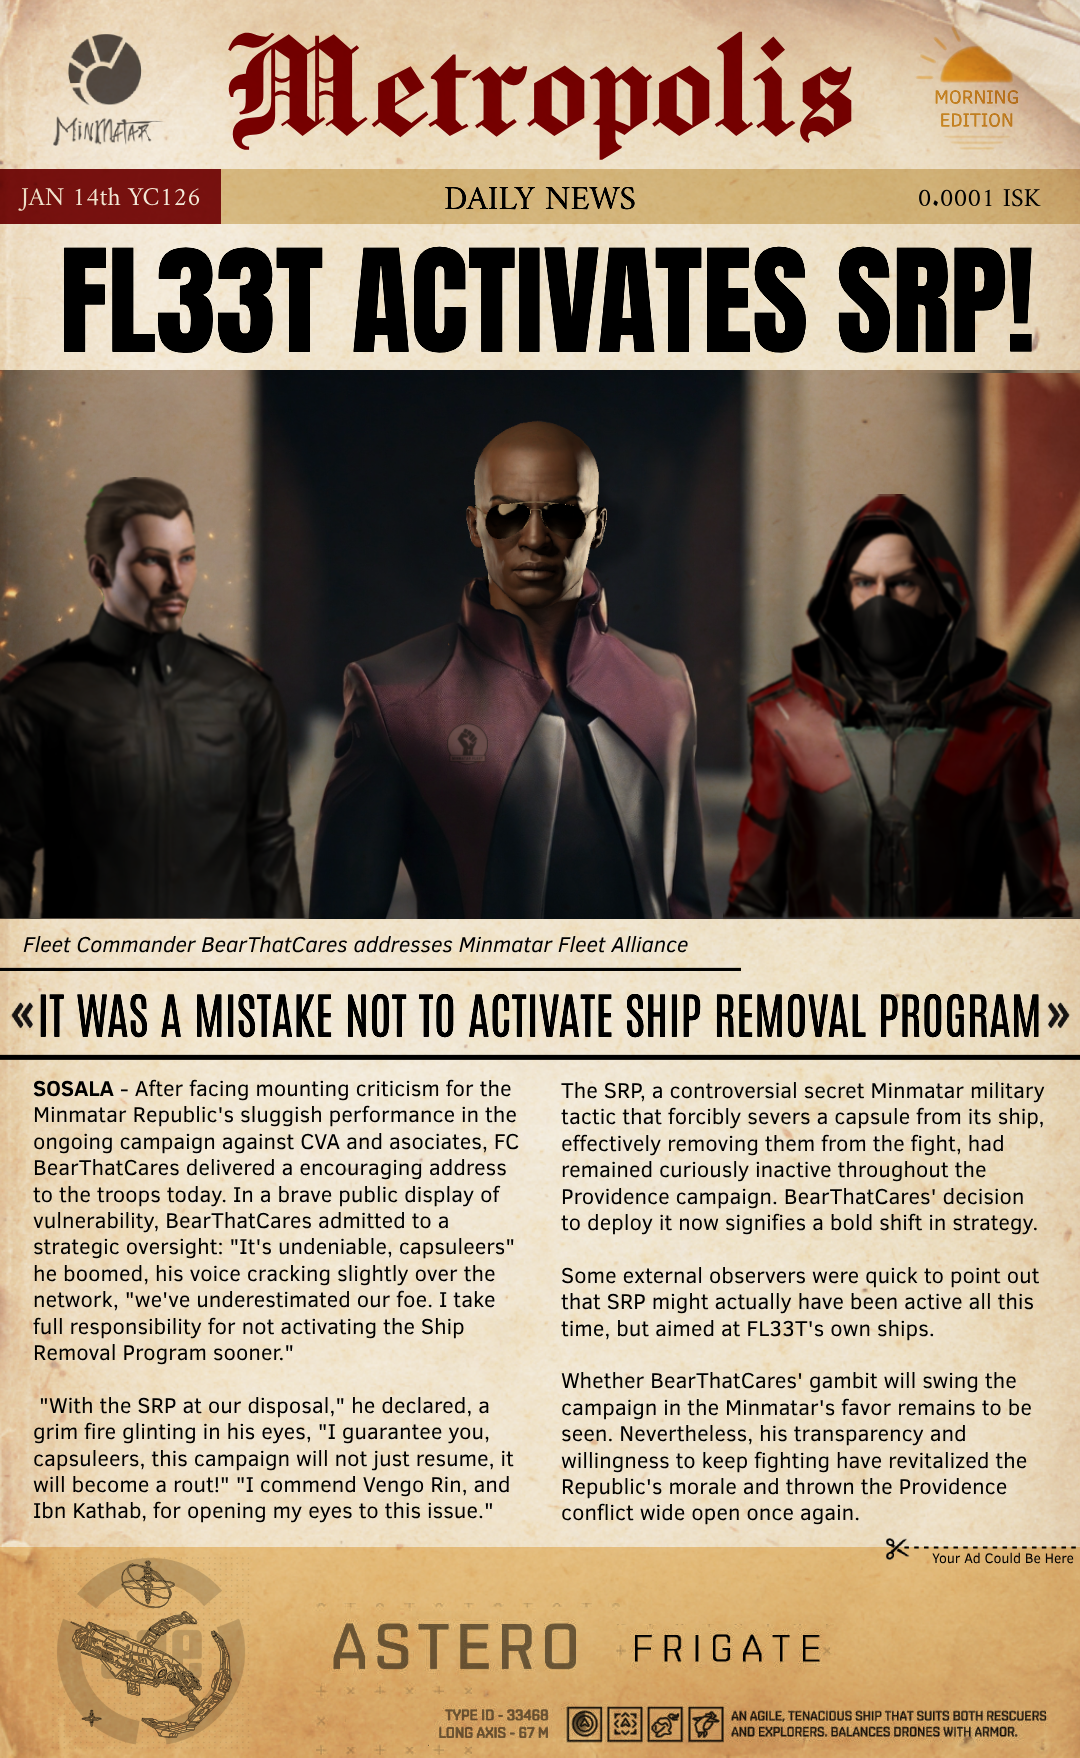 MINMATAR
Metropolis
MORNING
EDITION
JAN 14th YC126
DAILY NEWS
0.0001 ISK
FL33T ACTIVATES SRP!
Fleet Commander BearThatCares addresses Minmatar Fleet Alliance
«IT WAS A MISTAKE NOT TO ACTIVATE SHIP REMOVAL PROGRAM»
SOSALA - After facing mounting criticism for the
Minmatar Republic's sluggish performance in the
ongoing campaign against CVA and asociates, FC
BearThatCares delivered a encouraging address
to the troops today. In a brave public display of
vulnerability, BearThatCares admitted to a
strategic oversight: "It's undeniable, capsuleers"
he boomed, his voice cracking slightly over the
network, "we've underestimated our foe. I take
full responsibility for not activating the Ship
Removal Program sooner."
"With the SRP at our disposal," he declared, a
grim fire glinting in his eyes, "I guarantee you,
capsuleers, this campaign will not just resume, it
will become a rout!" "I commend Vengo Rin, and
Ibn Kathab, for opening my eyes to this issue."
The SRP, a controversial secret Minmatar military
tactic that forcibly severs a capsule from its ship,
effectively removing them from the fight, had
remained curiously inactive throughout the
Providence campaign. BearThatCares' decision
to deploy it now signifies a bold shift in strategy.
Some external observers were quick to point out
that SRP might actually have been active all this
time, but aimed at FL33T's own ships.
Whether BearThatCares' gambit will swing the
campaign in the Minmatar's favor remains to be
seen. Nevertheless, his transparency and
willingness to keep fighting have revitalized the
Republic's morale and thrown the Providence
conflict wide open once again.
Your Ad Could Be Here
ASTERO FRIGATE
TYPE ID - 33468
LONG AXIS - 67 M
AN AGILE, TENACIOUS SHIP THAT SUITS BOTH RESCUERS
AND EXPLORERS. BALANCES DRONES WITH ARMOR.